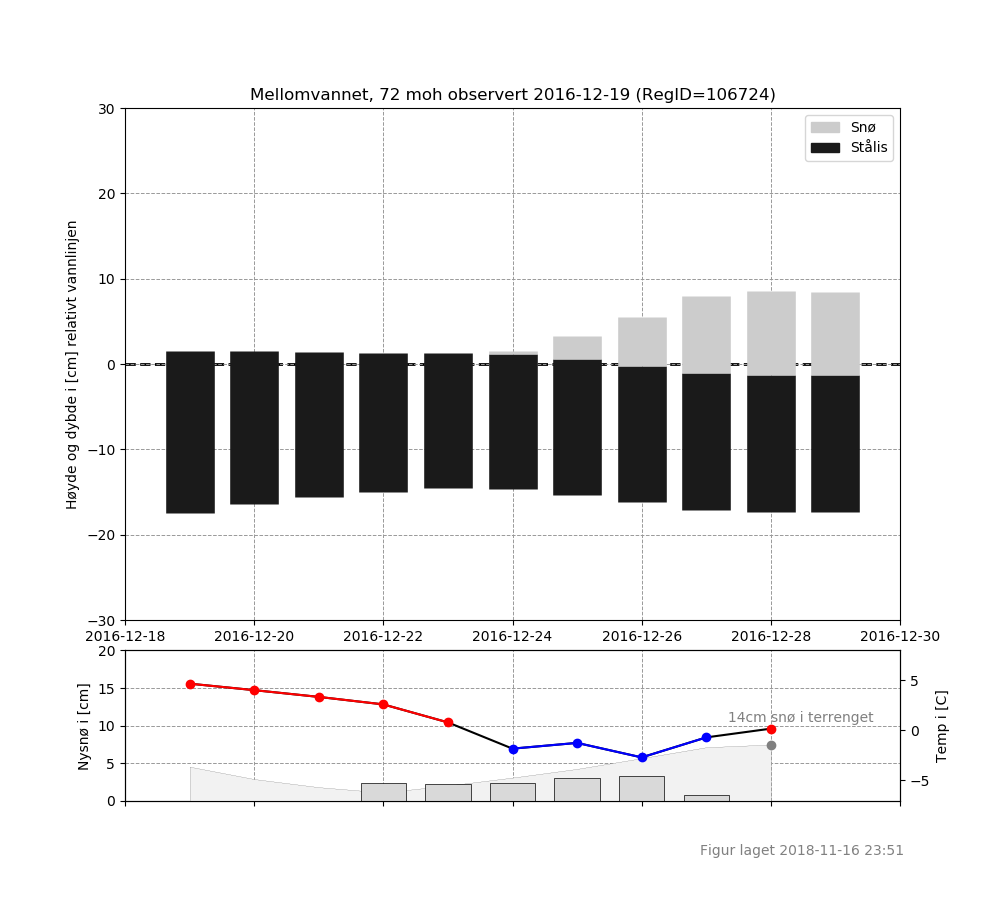 Mellomvannet, 72 moh observert 2016-12-19 (RegID=106724)
Snø
Stålis
Høyde og dybde i [cm] relativt vannlinjen
30
20
10
0
−10
−20
−30
2016-12-18 2016-12-20 2016-12-22 2016-12-24 2016-12-26 2016-12-28 2016-12-30
Nysnø i [cm]
20
15
10
5
0
14cm snø i terrenget
5
0
−5
Temp i [C]
Figur laget 2018-11-16 23:51